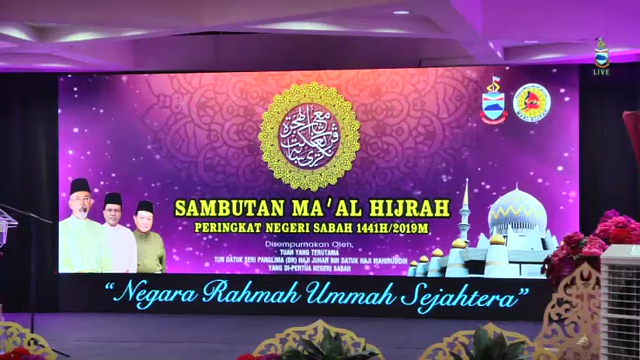 LIVE
SAMBUTAN MA'AL HIJRAH
PERINGKAT NEGERI SABAH 1441H/2019M
Disempurnakan Oleh,
TUAN YANG TERUTAMA
TUN DATUK SERI PANGLIMA (DR) HAJI JUHAR BIN DATUK HAJI MAHIRUDDIN
YANG DI-PERTUA NEGERI SABAH
"Negara Rahmah Ummah Sejahtera"